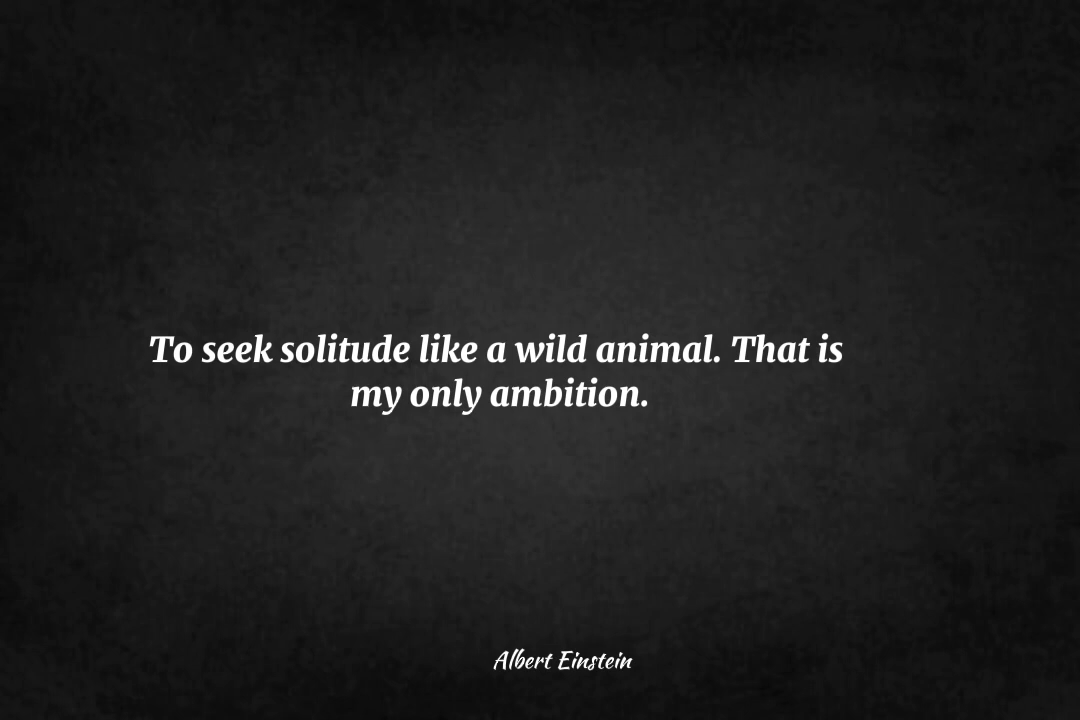 To seek solitude like a wild animal. That is
my only ambition.
Albert Einstein